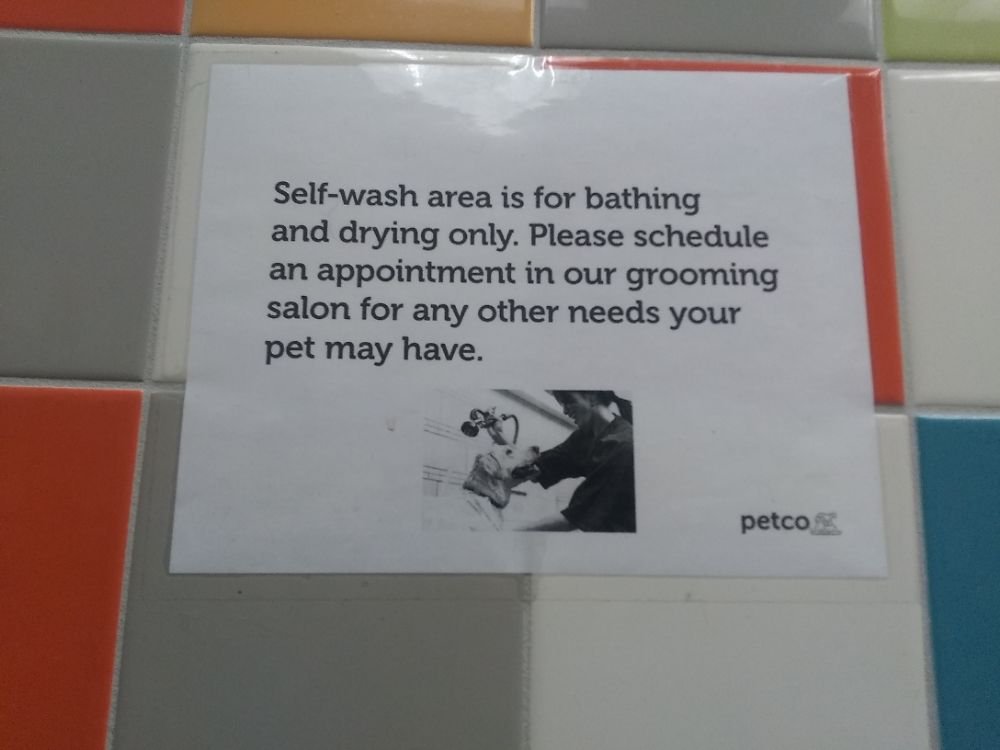 Self-wash area is for bathing
and drying only. Please schedule
an appointment in our grooming
salon for any other needs your
pet may have.
petco